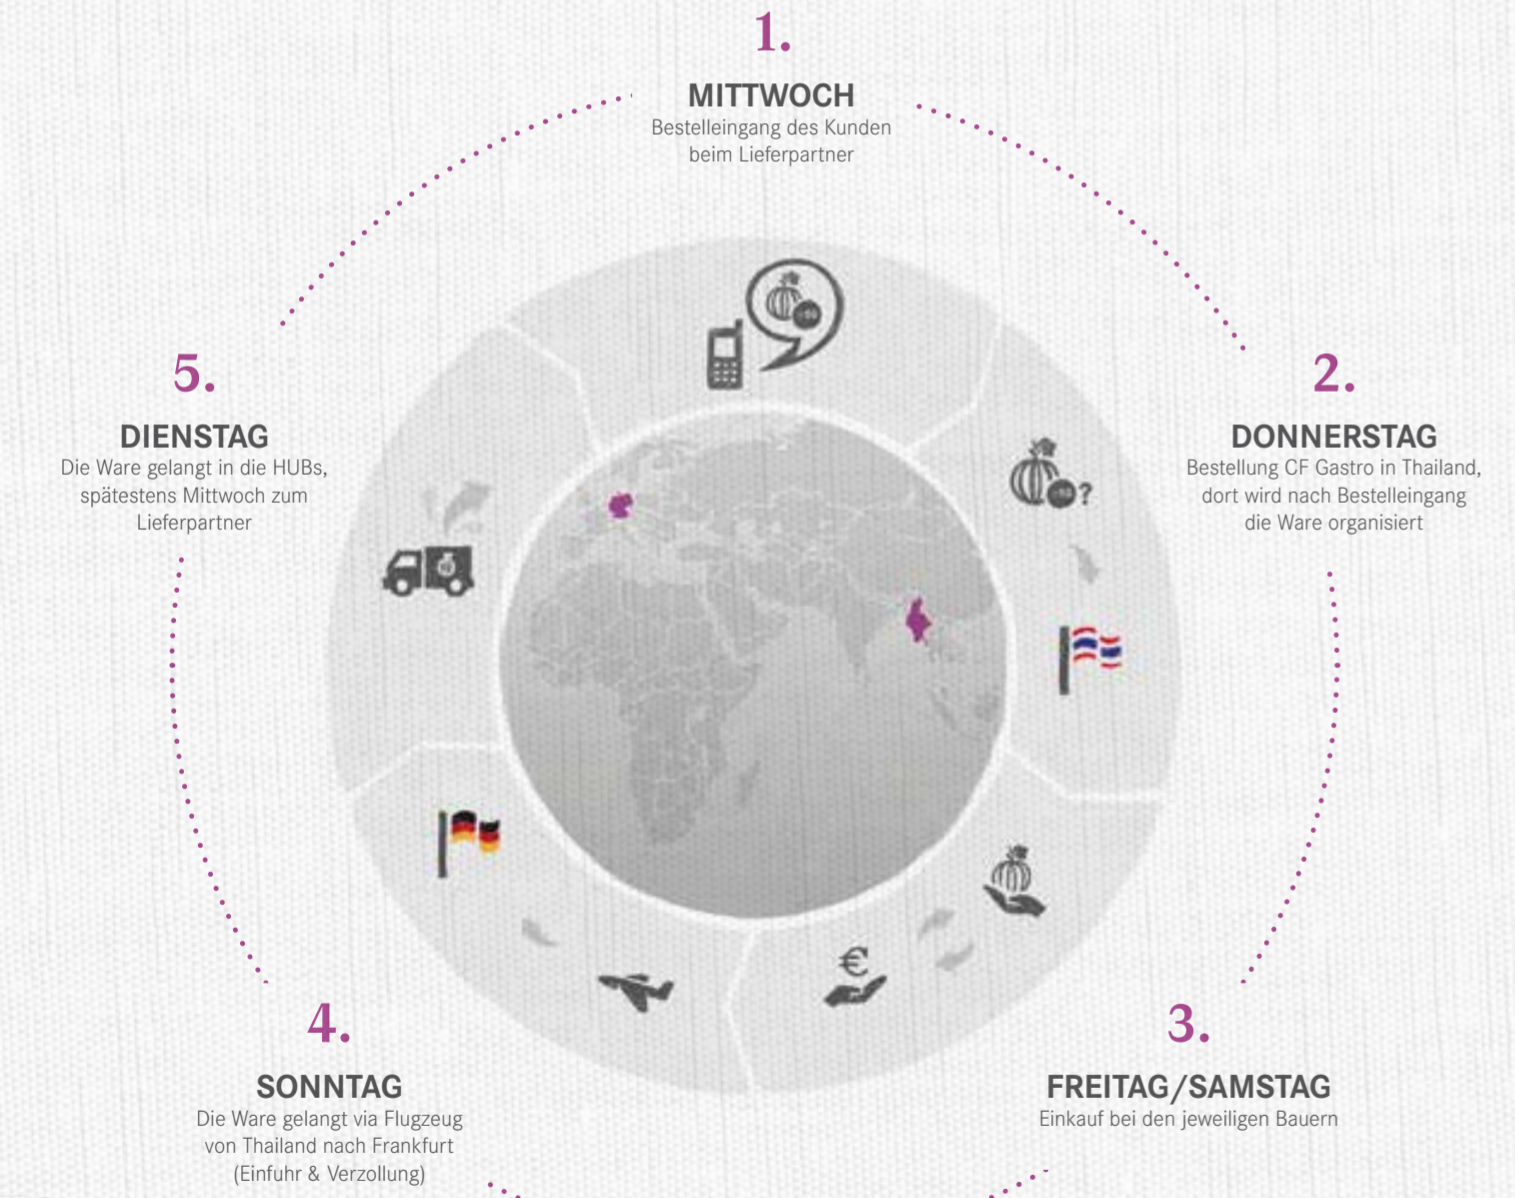 1.
MITTWOCH
Bestelleingang des Kunden
beim Lieferpartner
2.
DONNERSTAG
Bestellung CF Gastro in Thailand,
dort wird nach Bestelleingang
die Ware organisiert
?
3.
FREITAG/SAMSTAG
Einkauf bei den jeweiligen Bauern
€
4.
SONNTAG
Die Ware gelangt via Flugzeug
von Thailand nach Frankfurt
(Einfuhr & Verzollung)
5.
DIENSTAG
Die Ware gelangt in die HUBs,
spätestens Mittwoch zum
Lieferpartner